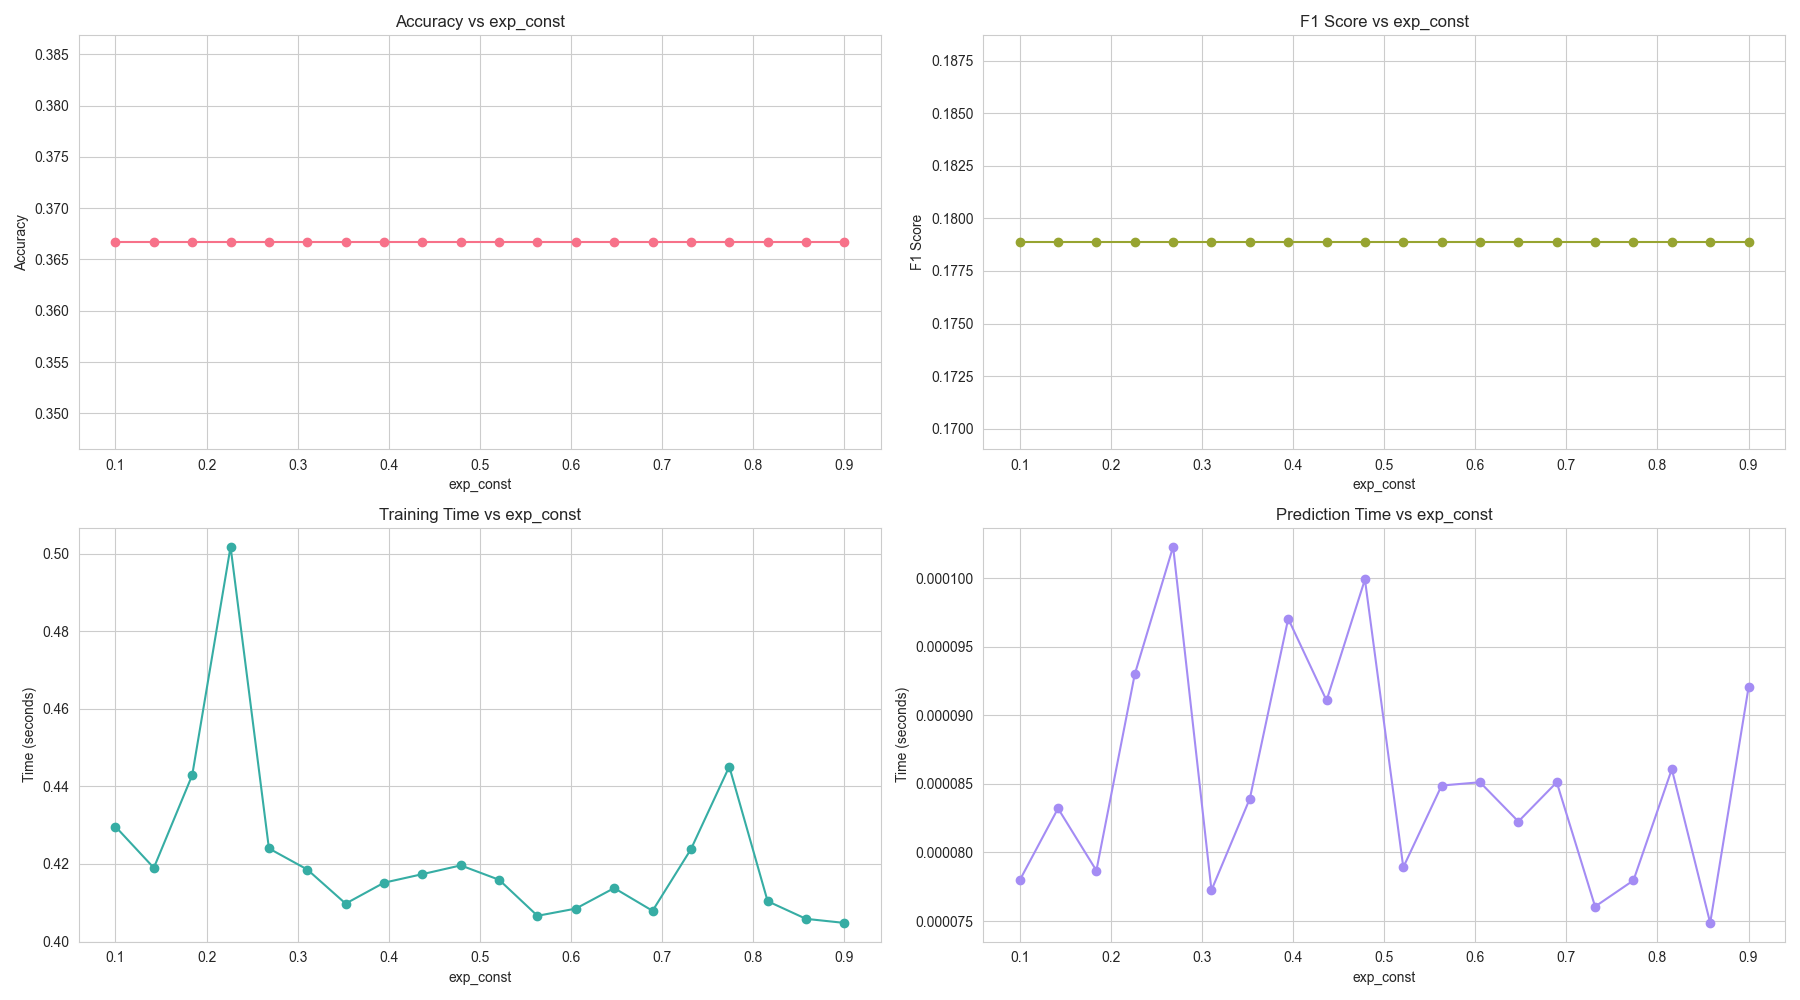 Accuracy vs exp_const
0.385
0.380
0.375
0.370
0.365
0.360
0.355
0.350
Accuracy
0.1 0.2 0.3 0.4 0.5 0.6 0.7 0.8 0.9
exp_const
F1 Score vs exp_const
0.1875
0.1850
0.1825
0.1800
0.1775
0.1750
0.1725
0.1700
F1 Score
0.1 0.2 0.3 0.4 0.5 0.6 0.7 0.8 0.9
exp_const
Training Time vs exp_const
0.50
0.48
0.46
0.44
0.42
0.40
Time (seconds)
0.1 0.2 0.3 0.4 0.5 0.6 0.7 0.8 0.9
exp_const
Prediction Time vs exp_const
0.000100
0.000095
0.000090
0.000085
0.000080
0.000075
Time (seconds)
0.1 0.2 0.3 0.4 0.5 0.6 0.7 0.8 0.9
exp_const